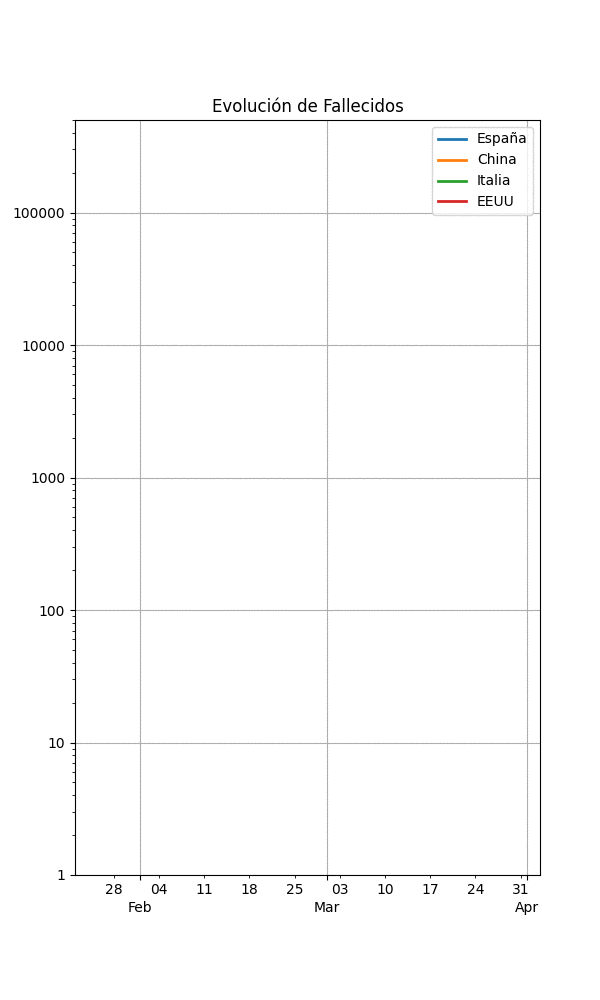 Evolución de Fallecidos
España
China
Italia
EEUU
100000
10000
1000
100
10
1
28 04 11 18 25 03 10 17 24 31
Feb Mar Apr